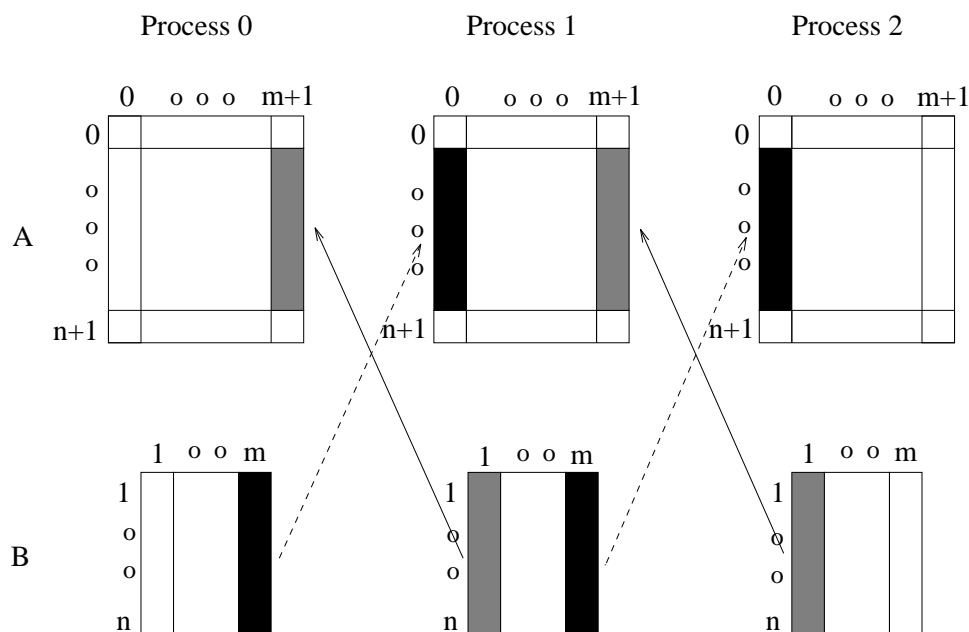 Process 0 Process 1 Process 2
0 o o o m+1 0 o o o m+1 0 o o o m+1
0 0 0
o o o
A o o o
o o o
n+1 n+1 n+1
1 o o m 1 o o m 1 o o m
1 1 1
o o o
B o o o
n n n